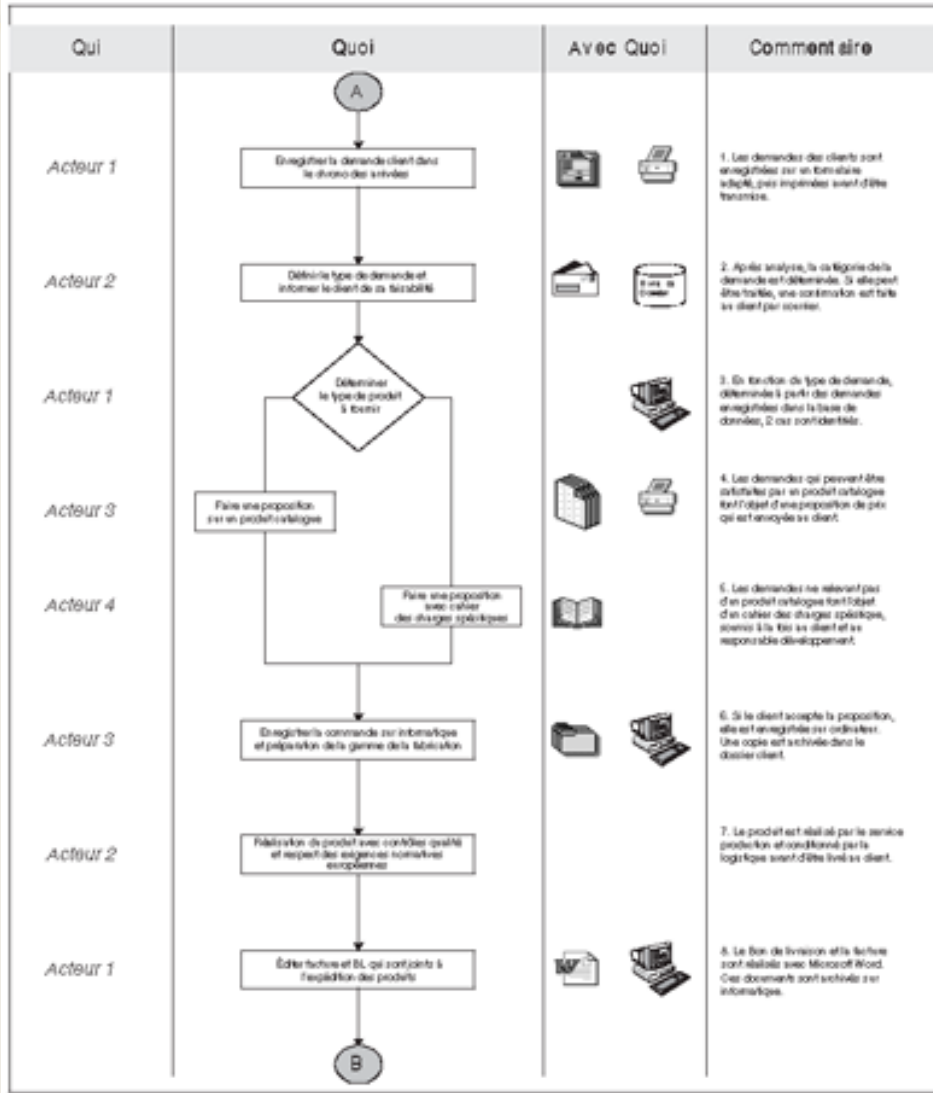 Qui
Quoi
Avec Quoi
Commentaire
A
Acteur 1
Enregistrer la demande client dans
le chrono des arrivées
1. Les demandes des clients sont
enregistrées sur un formulaire
adapté, puis imprimées avant d'être
transmise.
Acteur 2
Définir le type de demande et
informer le client de sa faisabilité
2. Après analyse, la catégorie de la
demande est déterminée. Si elle peut
être traitée, une confirmation est faite
au client par courrier.
Acteur 1
Déterminer
le type de produit
à fournir
3. En fonction du type de demande,
déterminée à partir des demandes
enregistrées dans la base de
données, 2 cas sont identifiés.
Acteur 3
Faire une proposition
sur un produit catalogue
4. Les demandes qui peuvent être
satisfaites par un produit catalogue
font l'objet d'une proposition de prix
qui est envoyée au client.
Acteur 4
Faire une proposition
avec cahier
des charges spécifiques
5. Les demandes ne relevant pas
d'un produit catalogue font l'objet
d'un cahier des charges spécifique,
soumis à la fois au client et au
responsable développement.
Acteur 3
Enregistrer la commande sur informatique
et préparation de la gamme de la fabrication
6. Si le client accepte la proposition,
elle est enregistrée sur ordinateur.
Une copie est archivée dans le
dossier client.
Acteur 2
Réalisation du produit avec contrôles qualité
et respect des exigences normatives
européennes
7. Le produit est réalisé par le service
production et conditionné par la
logistique avant d'être livré au client.
Acteur 1
Éditer facture et BL qui sont joints à
l'expédition des produits
W
8. Le Bon de livraison et la facture
sont réalisés avec Microsoft Word.
Ces documents sont archivés sur
informatique.
B